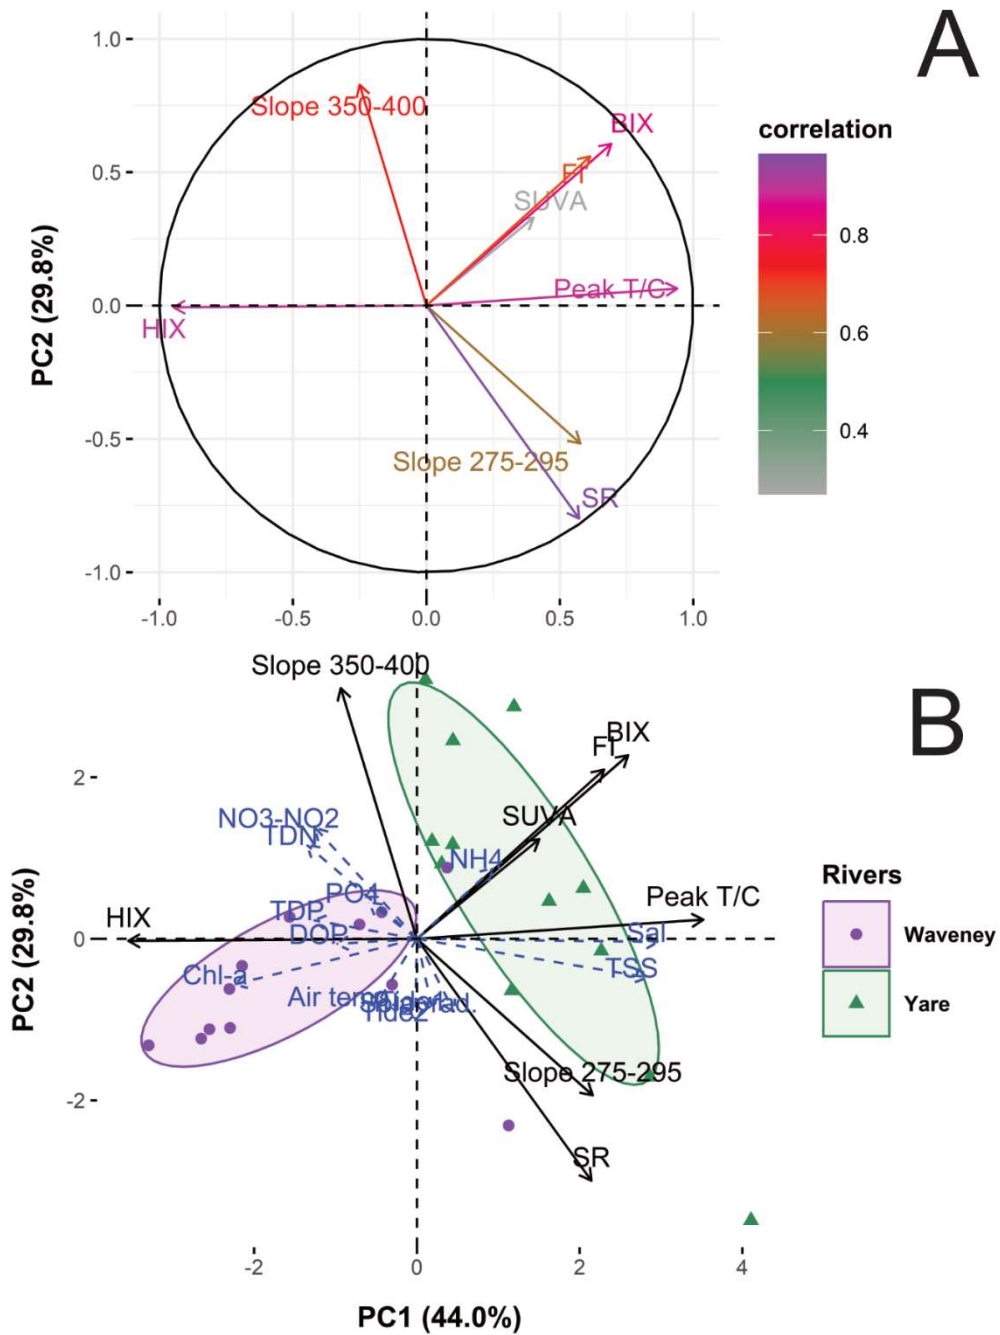 A
1.0
0.5
0.0
-0.5
-1.0
PC2 (29.8%)
Slope 350-400
BIX
FI
SUVA
Peak T/C
HIX
Slope 275-295
SR
-1.0 -0.5 0.0 0.5 1.0
correlation
0.8
0.6
0.4
B
Slope 350-400
BIX
FI
SUVA
NO3-NO2
TDN
NH4
PO4
TDP
DOP
Peak T/C
HIX
Sal
TSS
Chl-a
Air temp.
Tide2
Slope 275-295
SR
2
0
-2
PC2 (29.8%)
-2 0 2 4
PC1 (44.0%)
Rivers
Waveney
Yare